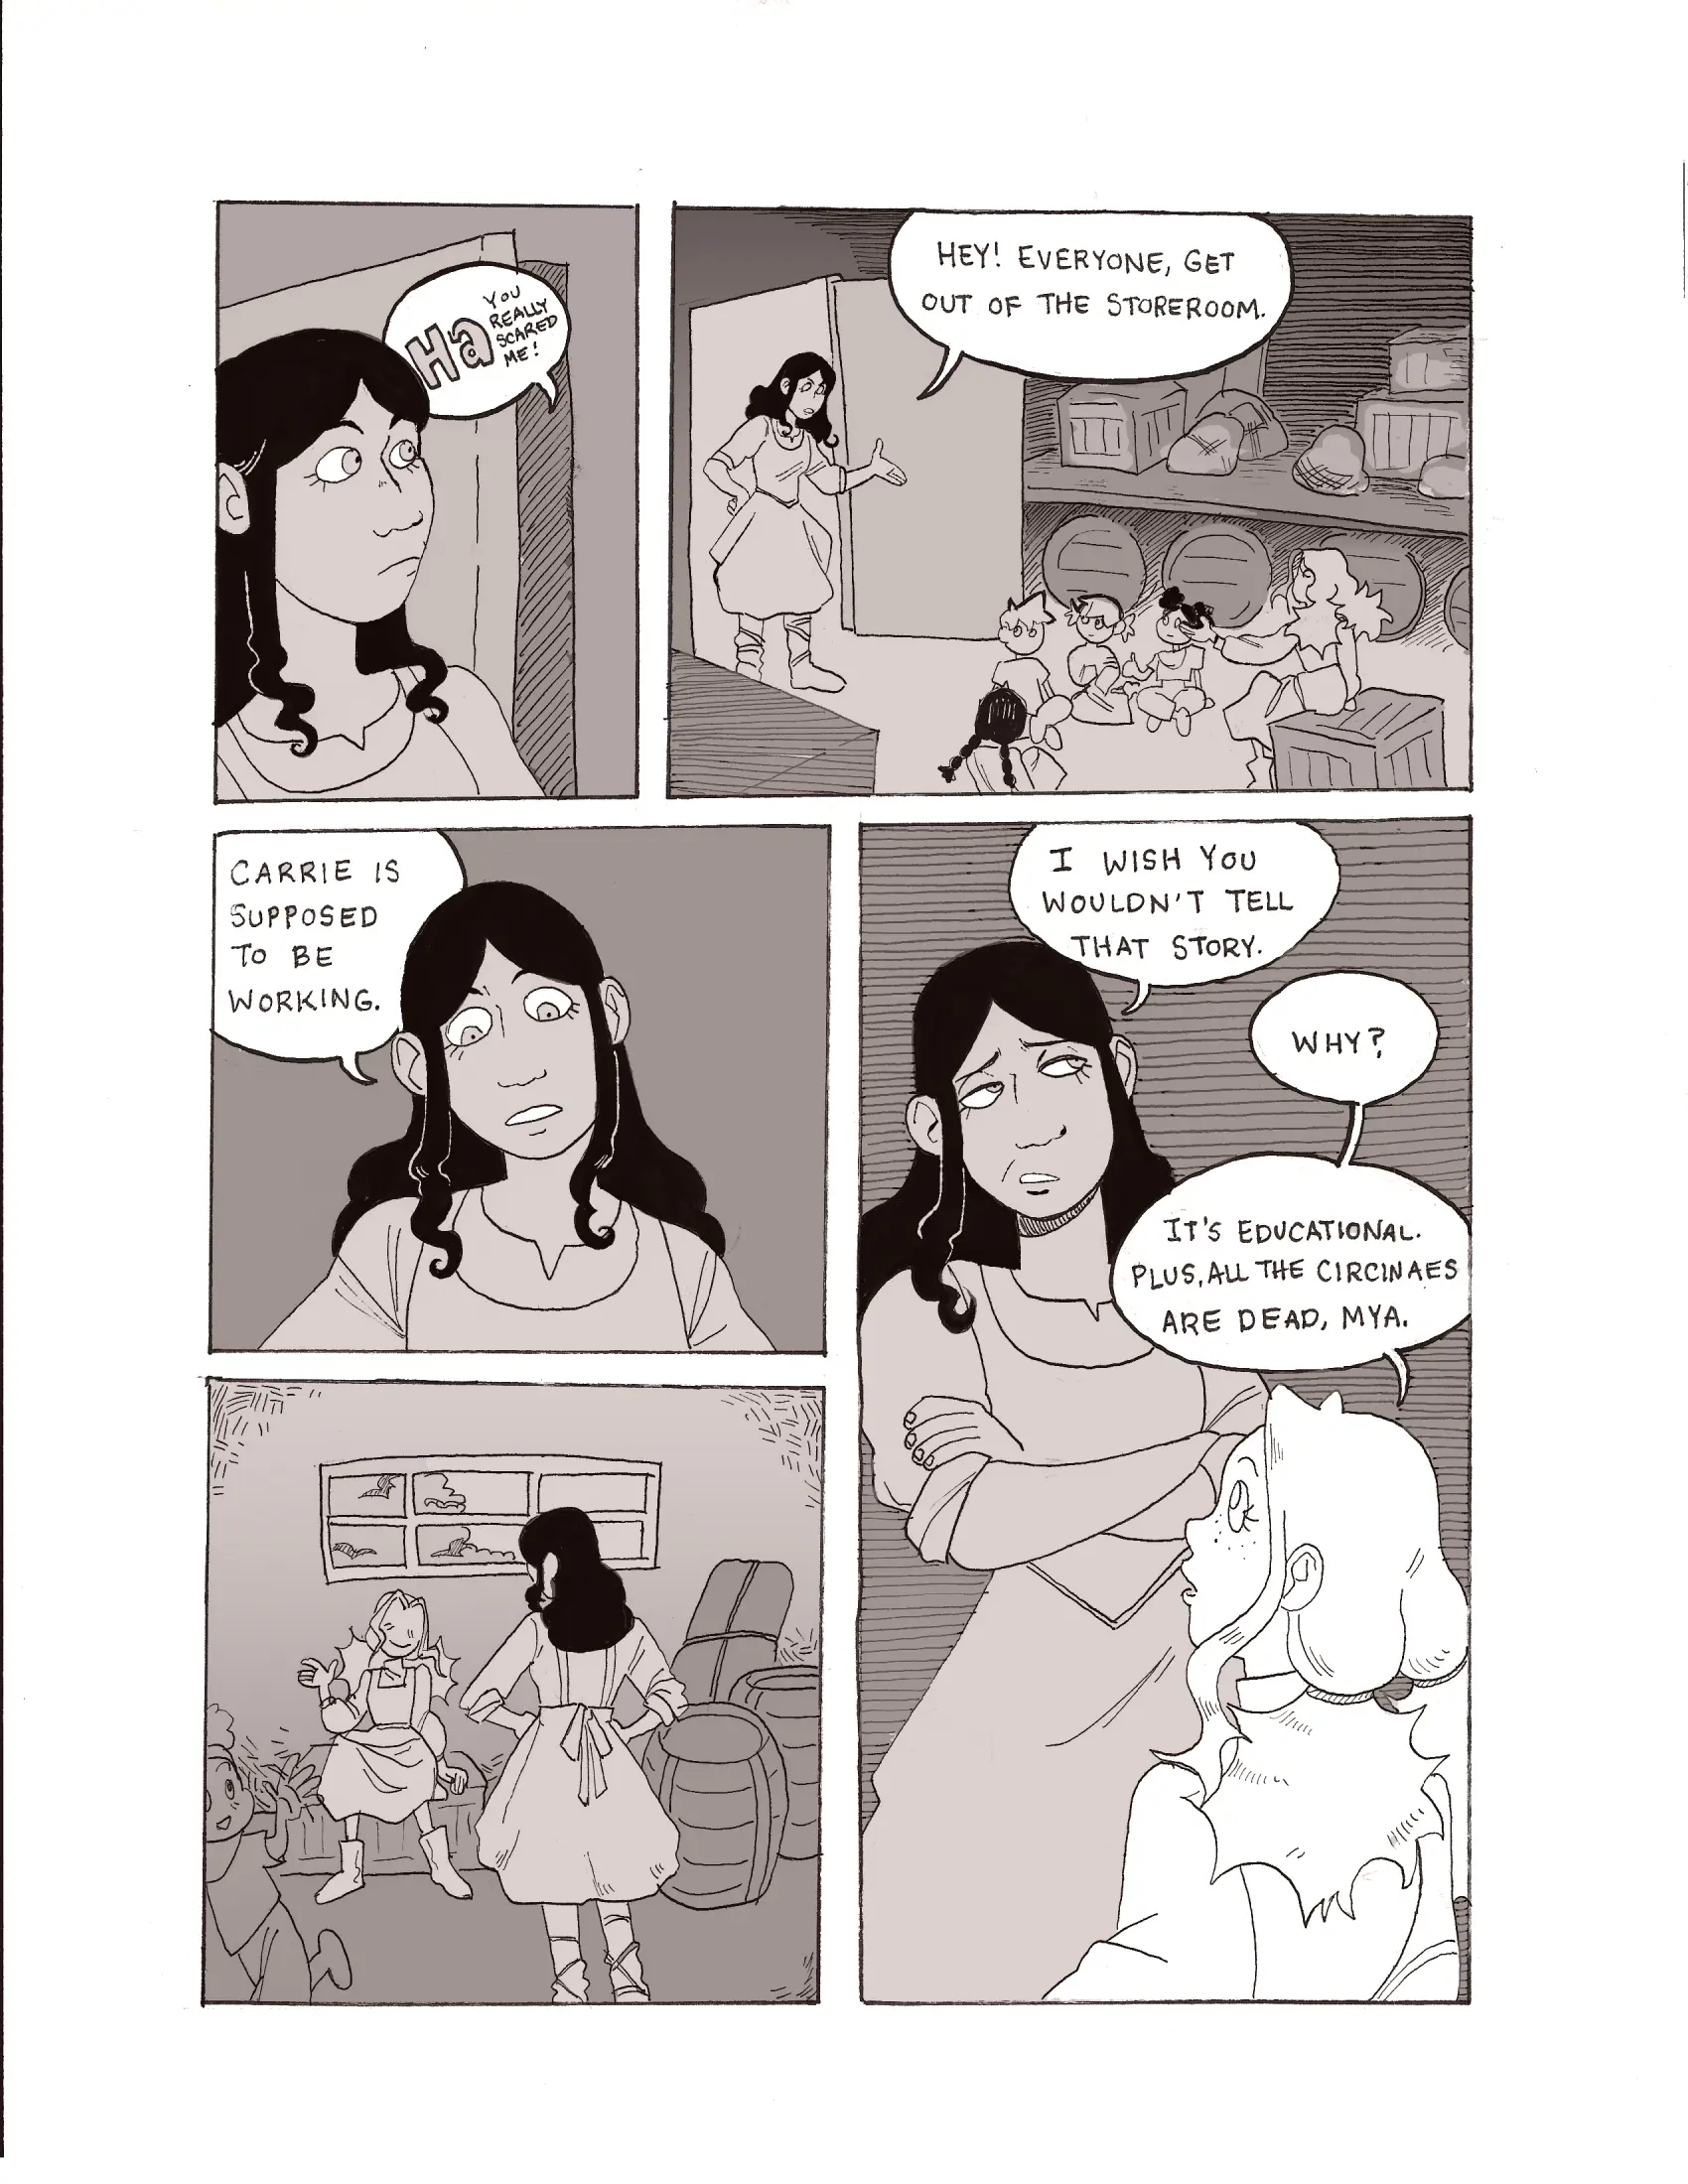 Ha
YOU
REALLY
SCARED
ME!
HEY! EVERYONE, GET
OUT OF THE STOREROOM.
CARRIE IS
SUPPOSED
TO BE
WORKING.
I WISH YOU
WOULDN'T TELL
THAT STORY.
WHY?
IT'S EDUCATIONAL.
PLUS, ALL THE CIRCINAES
ARE DEAD, MYA.